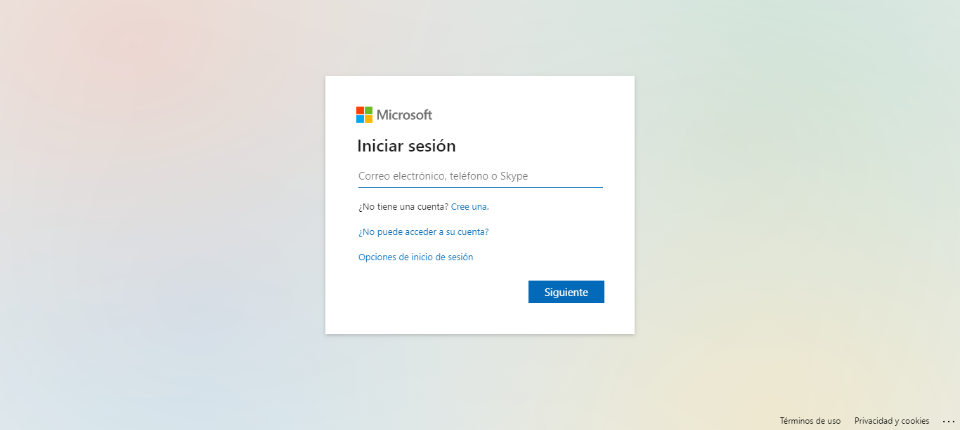 Microsoft
Iniciar sesión
Correo electrónico, teléfono o Skype
¿No tiene una cuenta? Cree una.
¿No puede acceder a su cuenta?
Opciones de inicio de sesión
Siguiente
Términos de uso Privacidad y cookies ...